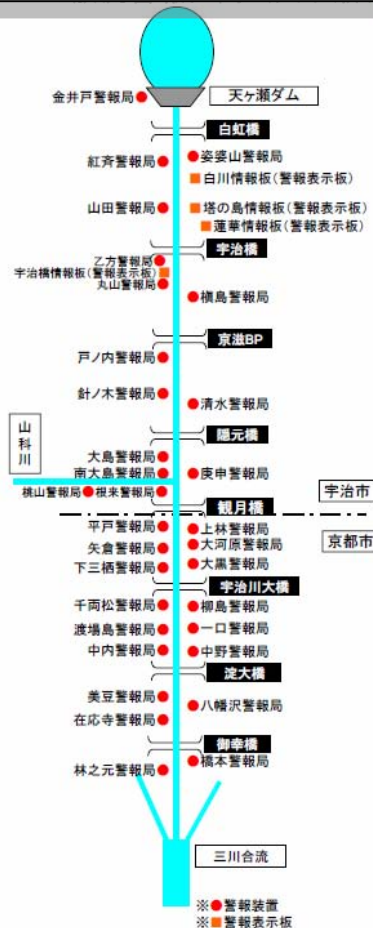 天ヶ瀬ダム
金井戸警報局
白虹橋
紅斉警報局
姿婆山警報局
白川情報板(警報表示板)
山田警報局
塔の島情報板(警報表示板)
蓮華情報板(警報表示板)
宇治橋
乙方警報局
宇治橋情報板(警報表示板)
丸山警報局
槇島警報局
京滋BP
戸ノ内警報局
針ノ木警報局
清水警報局
隠元橋
山科川
大島警報局
南大島警報局
庚申警報局
桃山警報局
根来警報局
宇治市
観月橋
京都市
平戸警報局
上林警報局
矢倉警報局
大河原警報局
下三栖警報局
大黒警報局
宇治川大橋
千両松警報局
柳島警報局
渡場島警報局
一口警報局
中内警報局
中野警報局
淀大橋
美豆警報局
八幡沢警報局
在応寺警報局
御幸橋
林之元警報局
橋本警報局
三川合流
※●警報装置
※■警報表示板